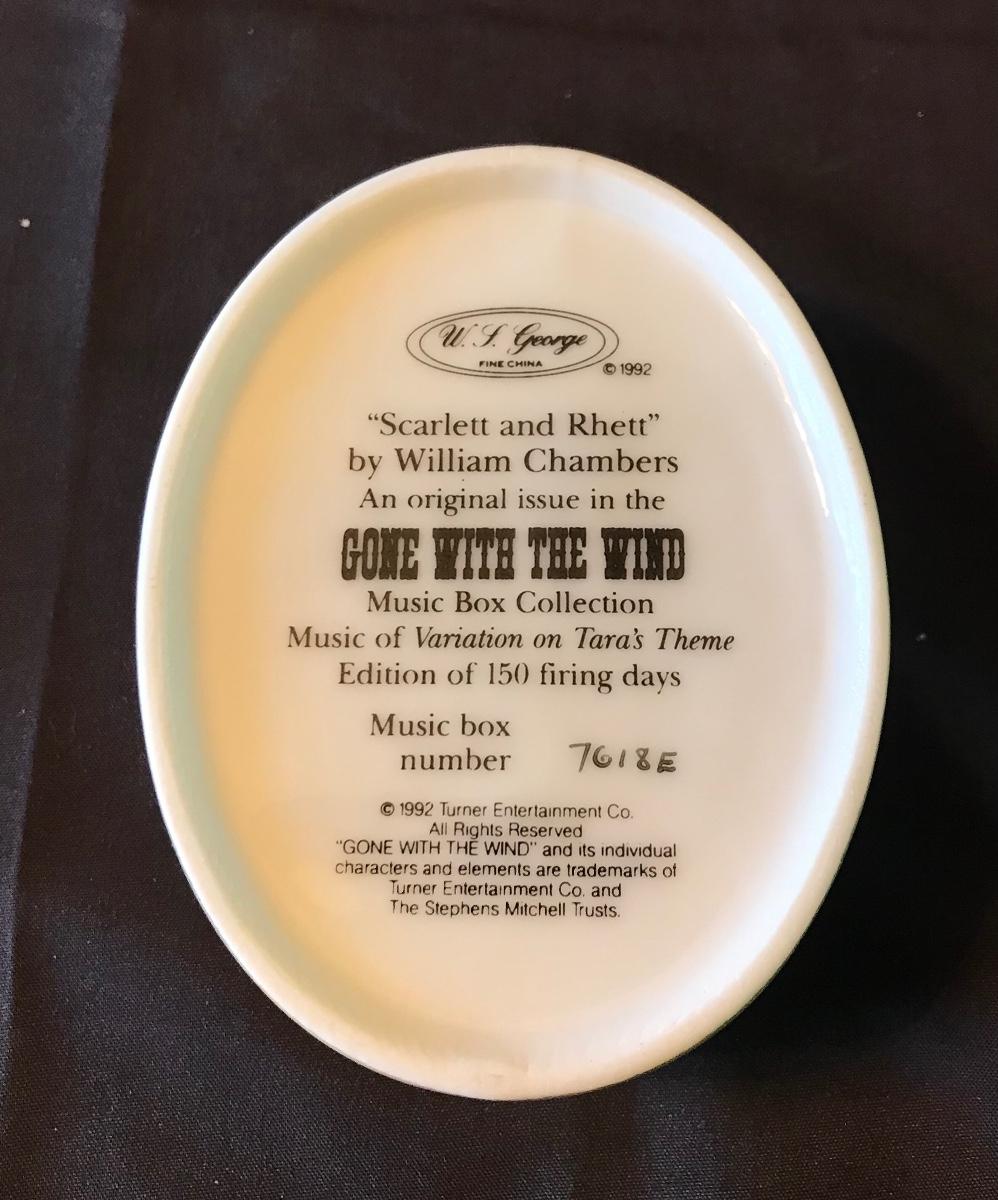 W. S. George
FINE CHINA
© 1992
“Scarlett and Rhett”
by William Chambers
An original issue in the
GONE WITH THE WIND
Music Box Collection
Music of Variation on Tara’s Theme
Edition of 150 firing days
Music box
number 7618E
© 1992 Turner Entertainment Co.
All Rights Reserved
"GONE WITH THE WIND" and its individual
characters and elements are trademarks of
Turner Entertainment Co. and
The Stephens Mitchell Trusts.